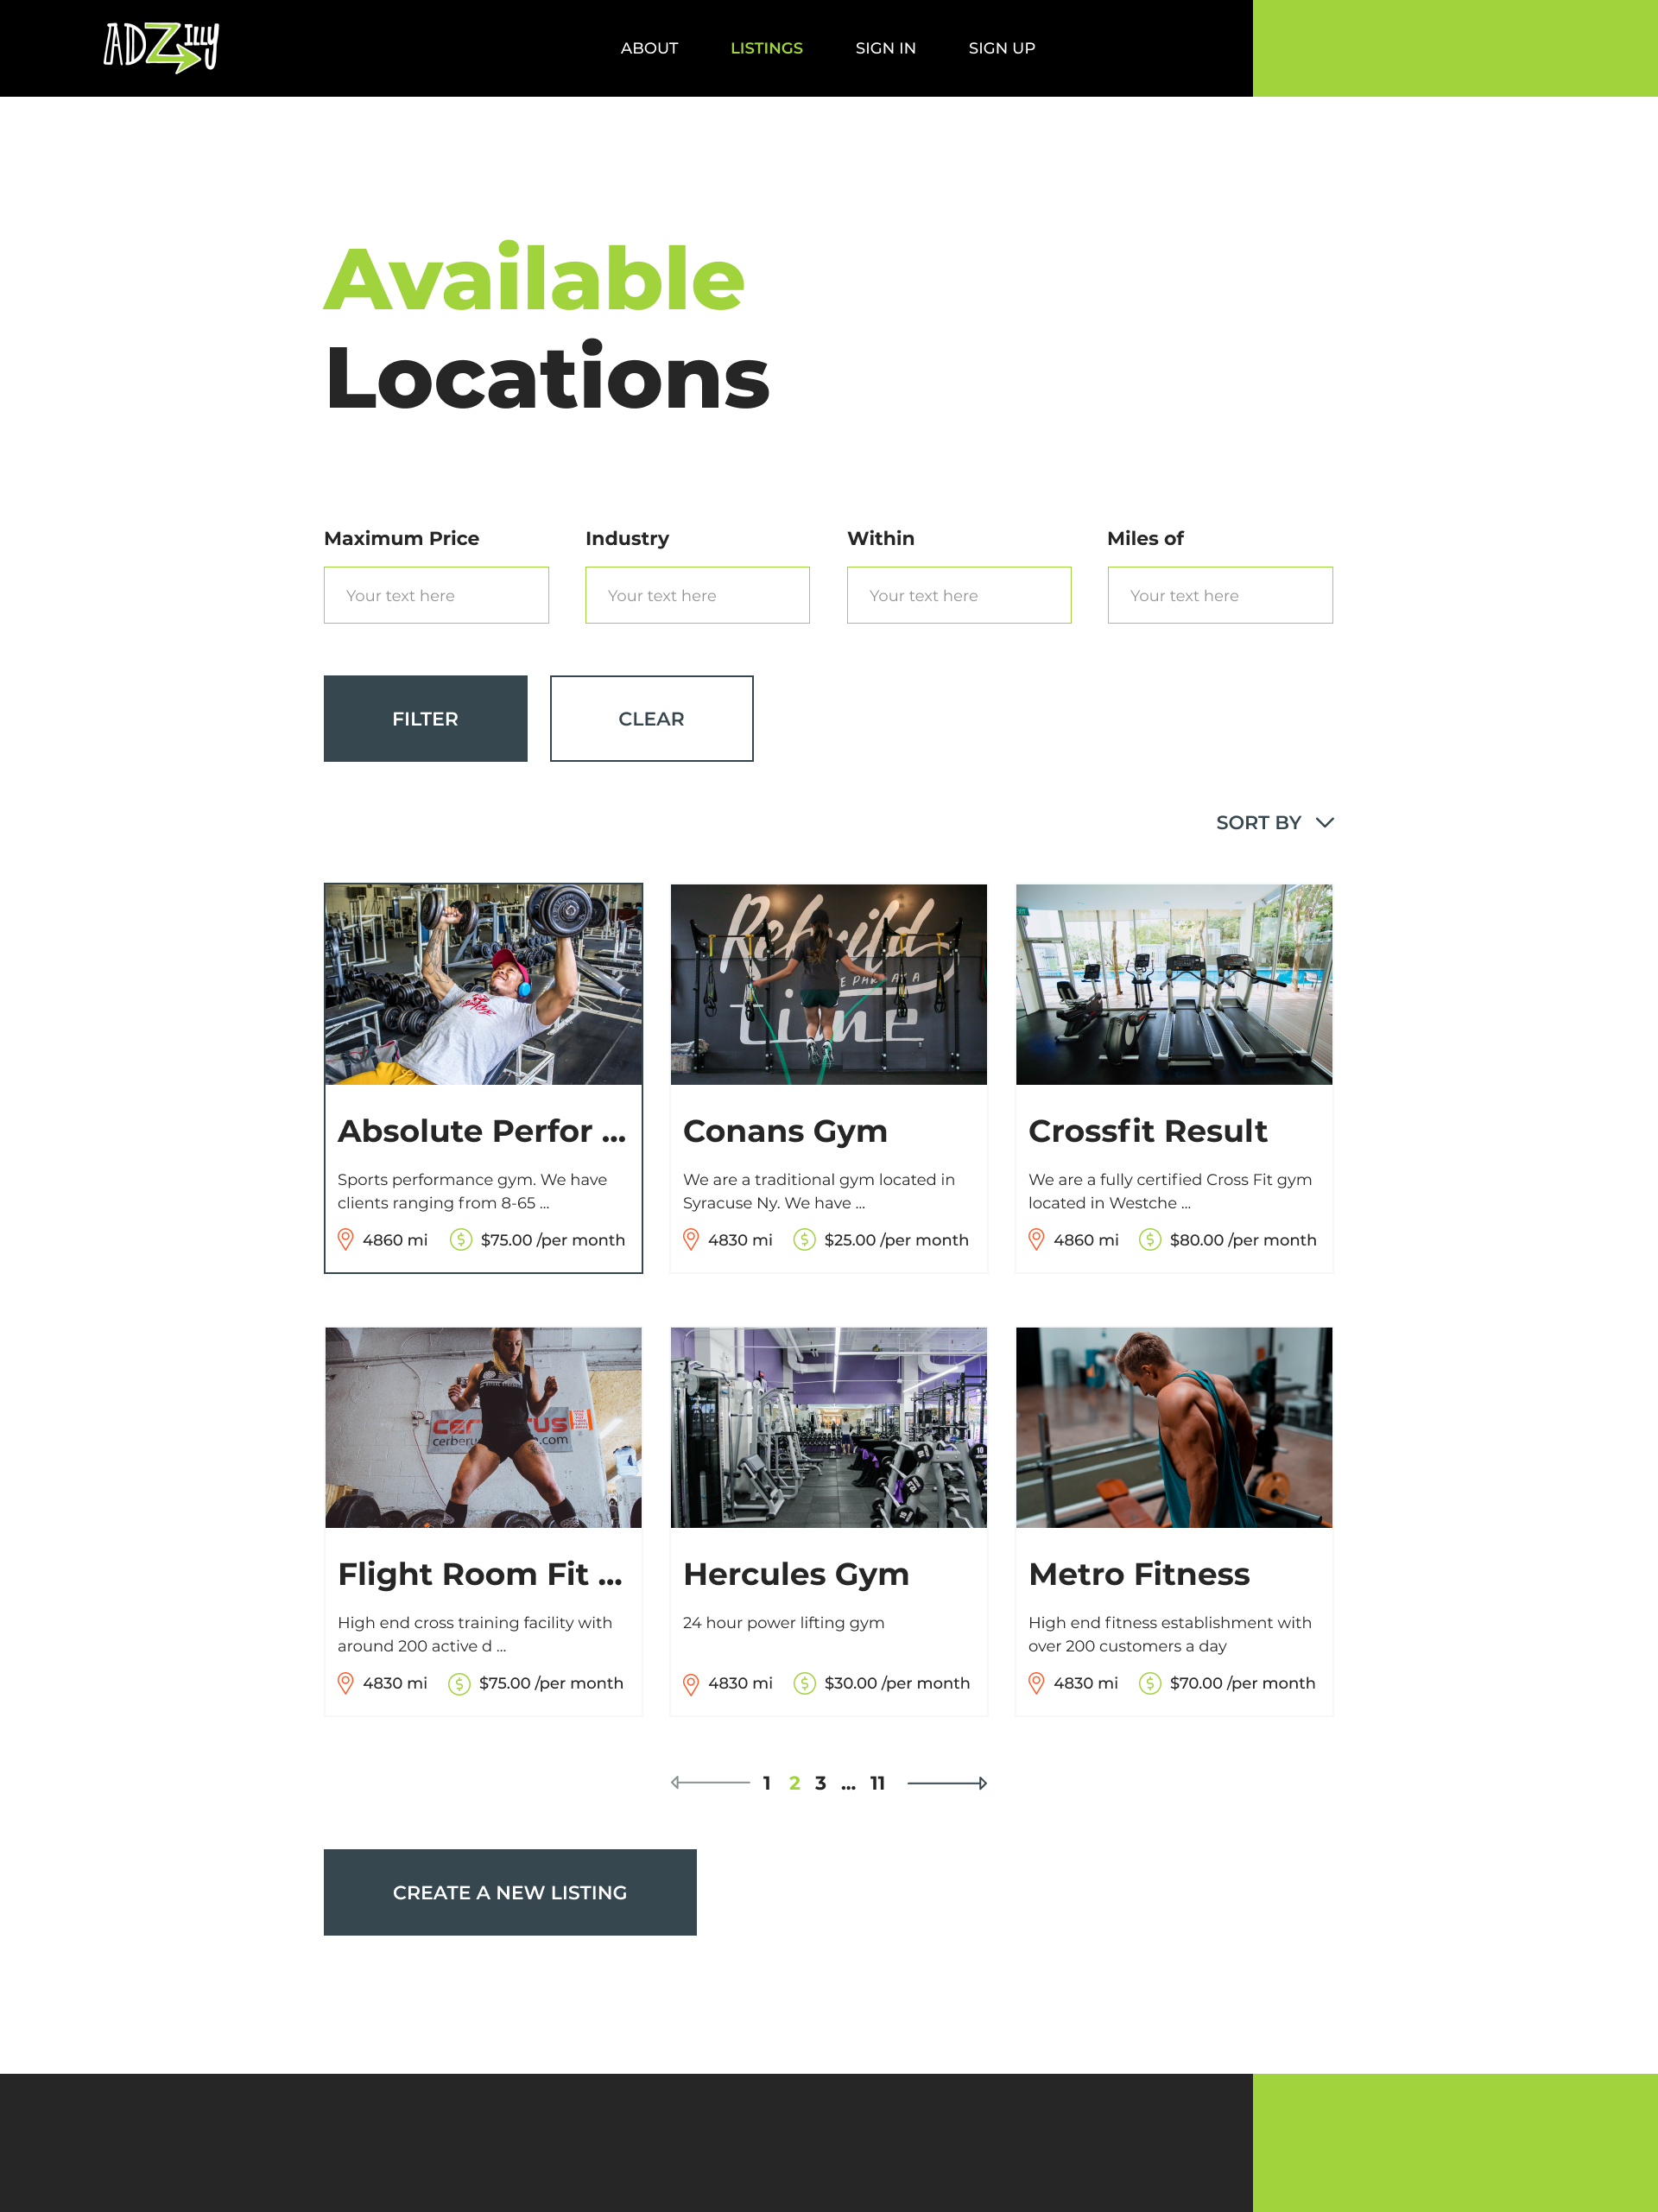 ADZilly
ABOUT
LISTINGS
SIGN IN
SIGN UP
Available
Locations
Maximum Price
Industry
Within
Miles of
Your text here
Your text here
Your text here
Your text here
FILTER
CLEAR
SORT BY
Rebuild
E PART AT A
time
Absolute Perfor ...
Sports performance gym. We have
clients ranging from 8-65 ...
4860 mi
$75.00 /per month
Conans Gym
We are a traditional gym located in
Syracuse Ny. We have ...
4830 mi
$25.00 /per month
Crossfit Result
We are a fully certified Cross Fit gym
located in Westche ...
4860 mi
$80.00 /per month
Flight Room Fit ...
High end cross training facility with
around 200 active d ...
4830 mi
$75.00 /per month
Hercules Gym
24 hour power lifting gym
4830 mi
$30.00 /per month
Metro Fitness
High end fitness establishment with
over 200 customers a day
4830 mi
$70.00 /per month
1 2 3 ... 11
CREATE A NEW LISTING